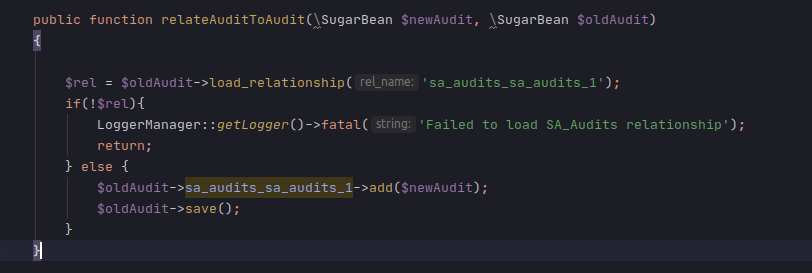 public function relateAuditToAudit(\SugarBean $newAudit, \SugarBean $oldAudit)
{
$rel = $oldAudit->load_relationship( rel_name: 'sa_audits_sa_audits_1');
if(!$rel){
LoggerManager::getLogger()->fatal( string: 'Failed to load SA_Audits relationship');
return;
} else {
$oldAudit->sa_audits_sa_audits_1->add($newAudit);
$oldAudit->save();
}
}